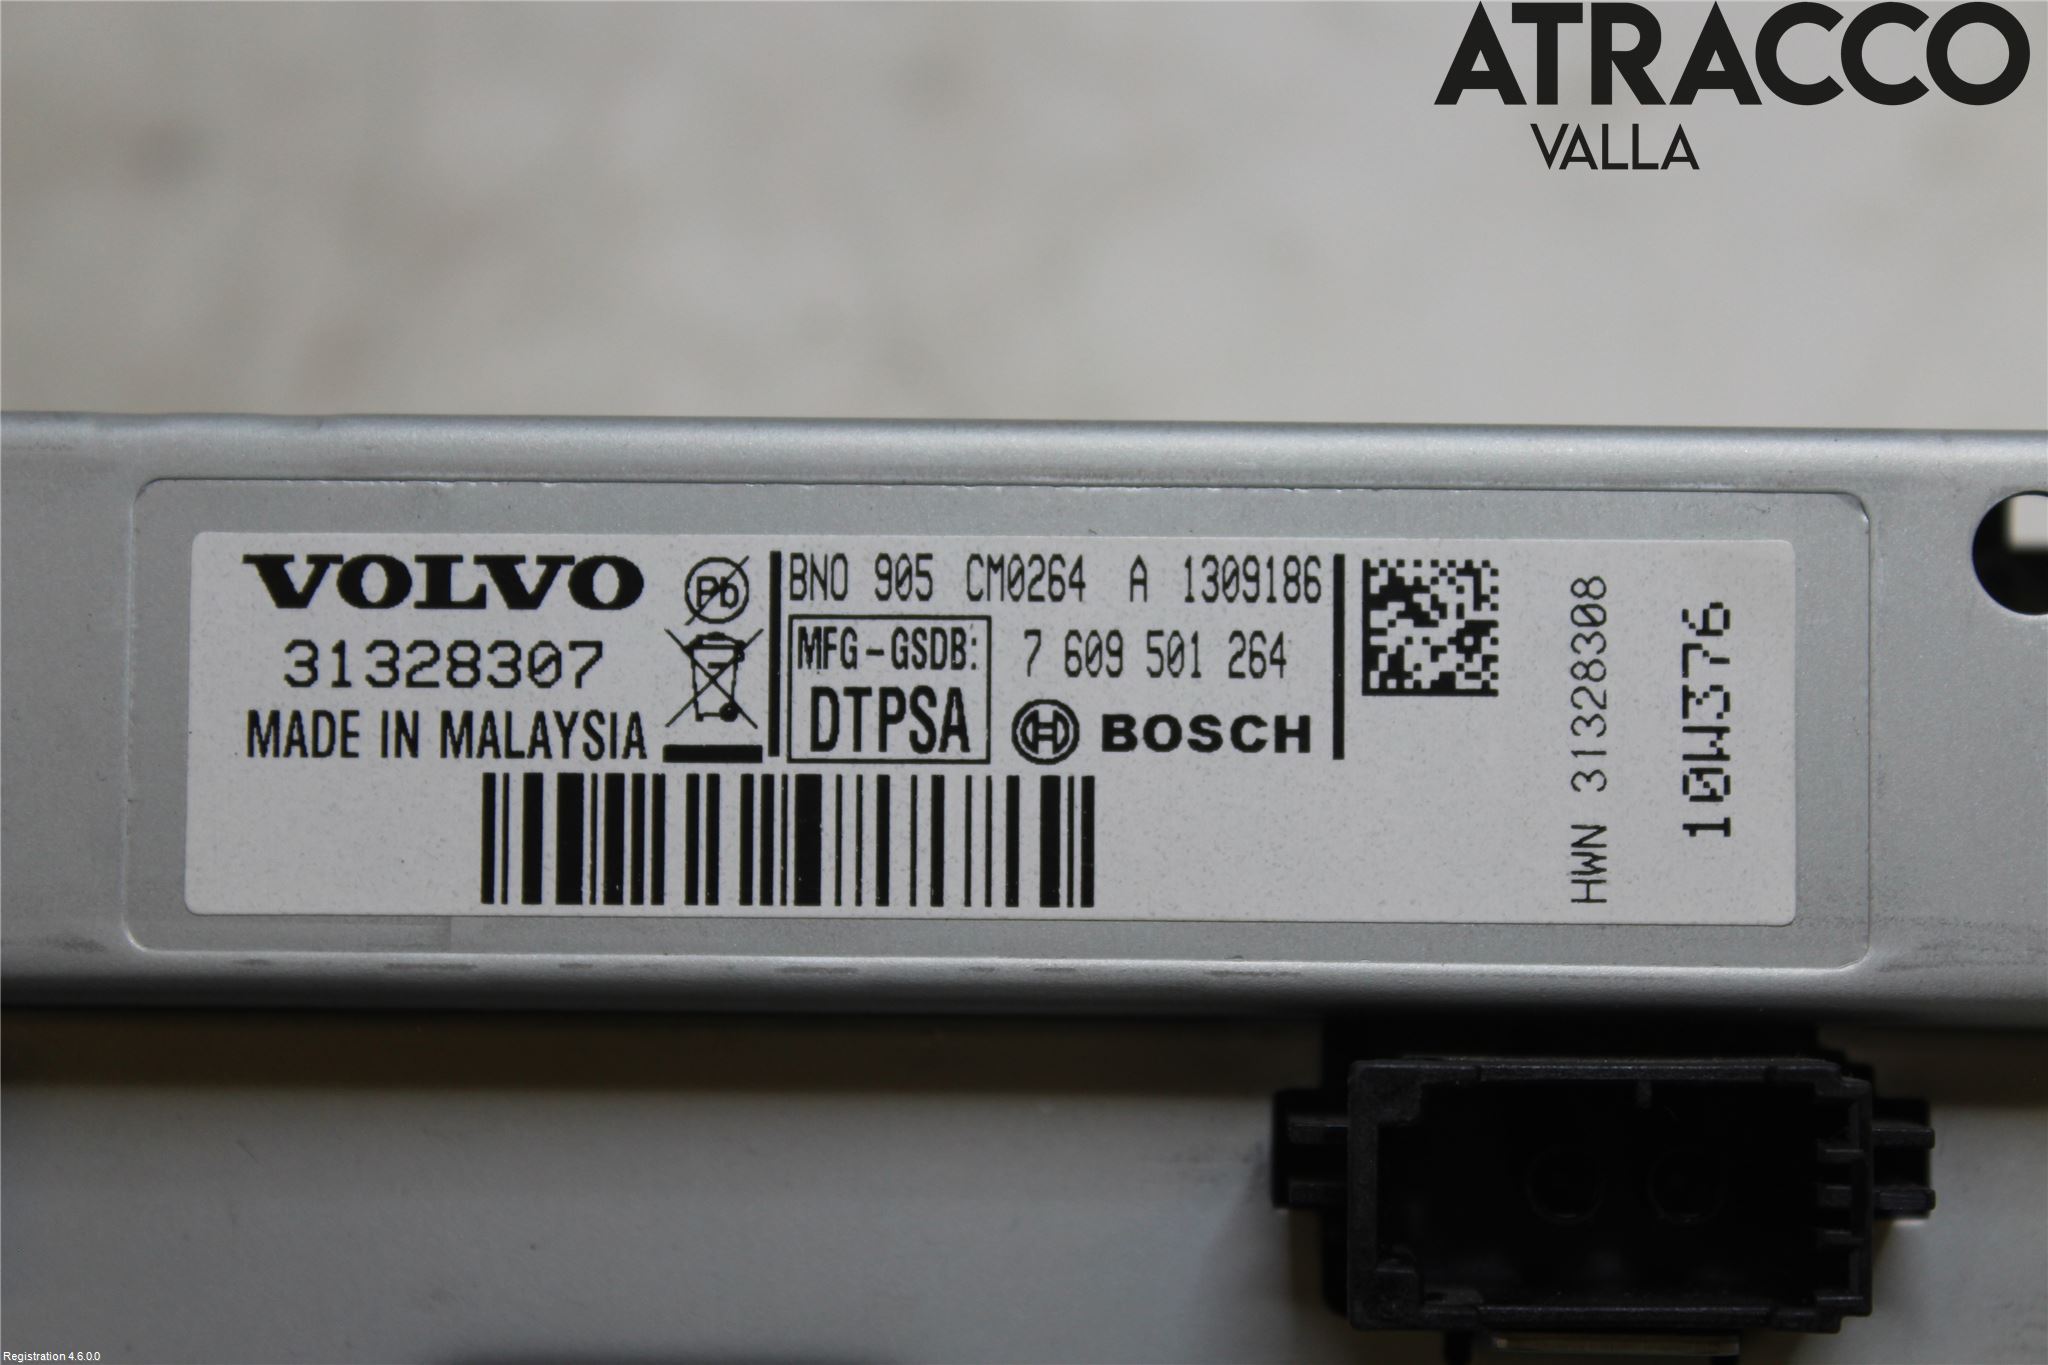 ATRACCO
VALLA
VOLVO
31328307
MADE IN MALAYSIA
Pb
BNO 905 CM0264 A 1309186
MFG-GSDB:
DTPSA
7 609 501 264
BOSCH
HWN 31328308
10W376
Registration 4.6.0.0